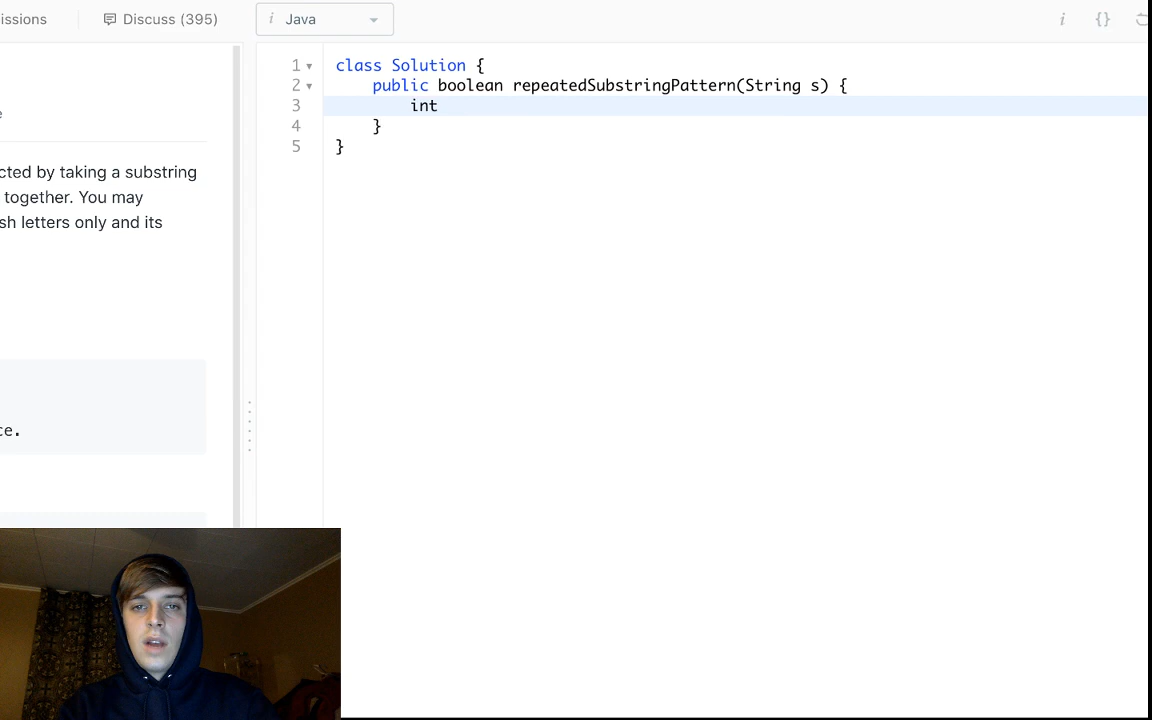 issions Discuss (395) i Java i {}
1 class Solution {
2 public boolean repeatedSubstringPattern(String s) {
3 int
4 }
5 }
e
cted by taking a substring
together. You may
sh letters only and its
ce.